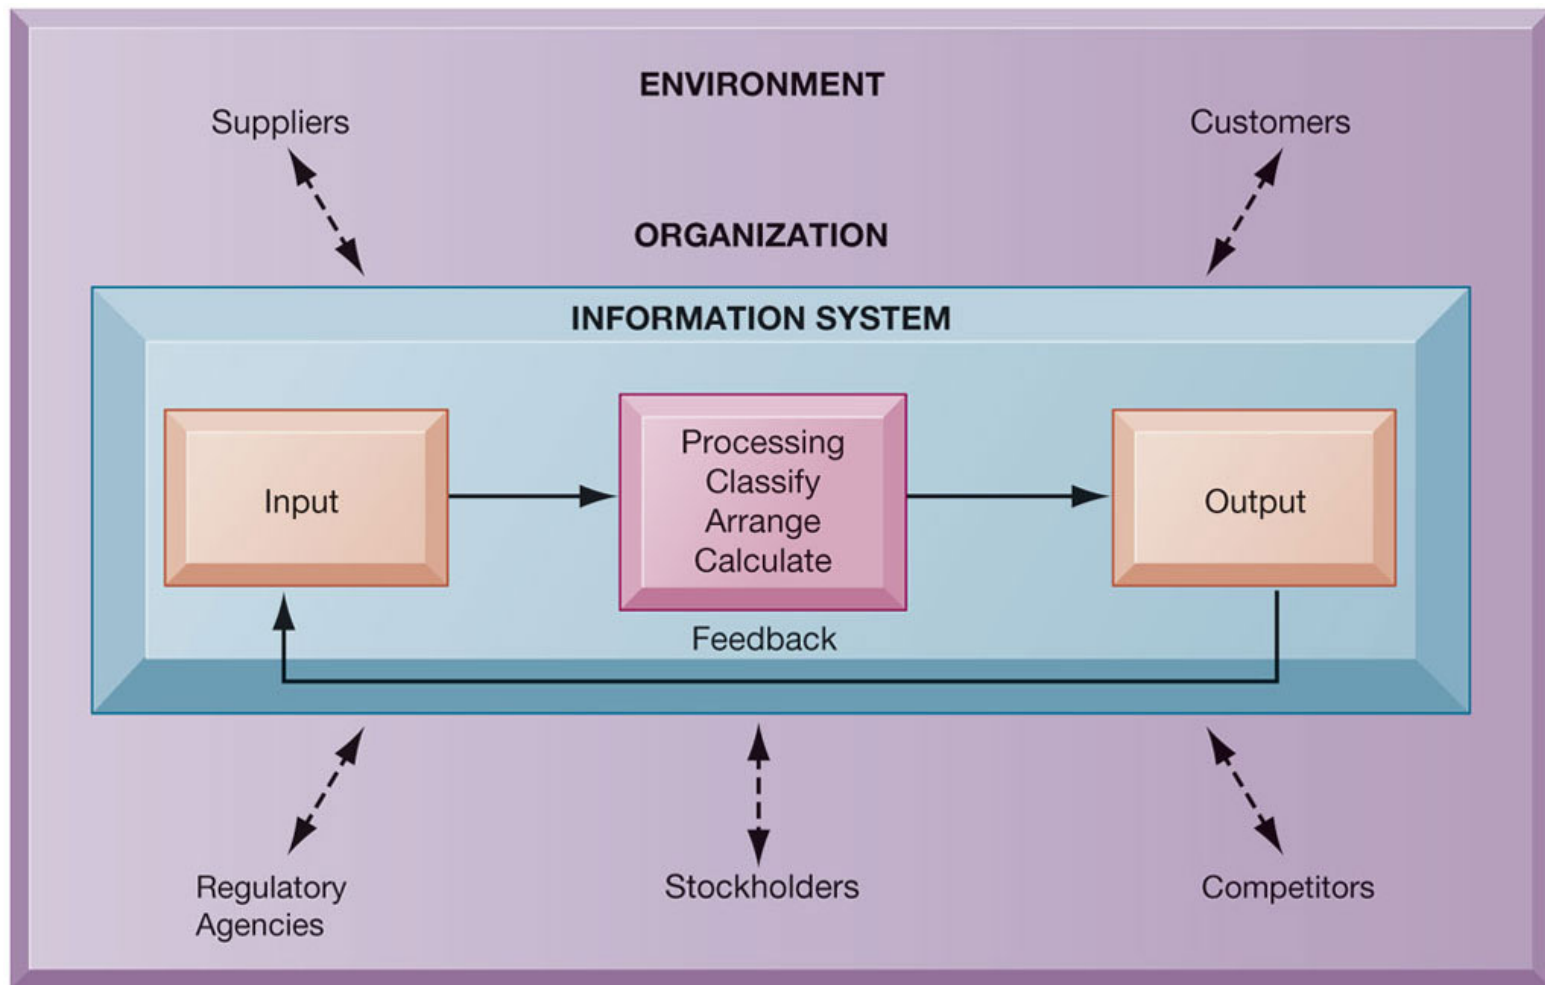 ENVIRONMENT
Suppliers
Customers
ORGANIZATION
INFORMATION SYSTEM
Input
Processing
Classify
Arrange
Calculate
Output
Feedback
Regulatory
Agencies
Stockholders
Competitors